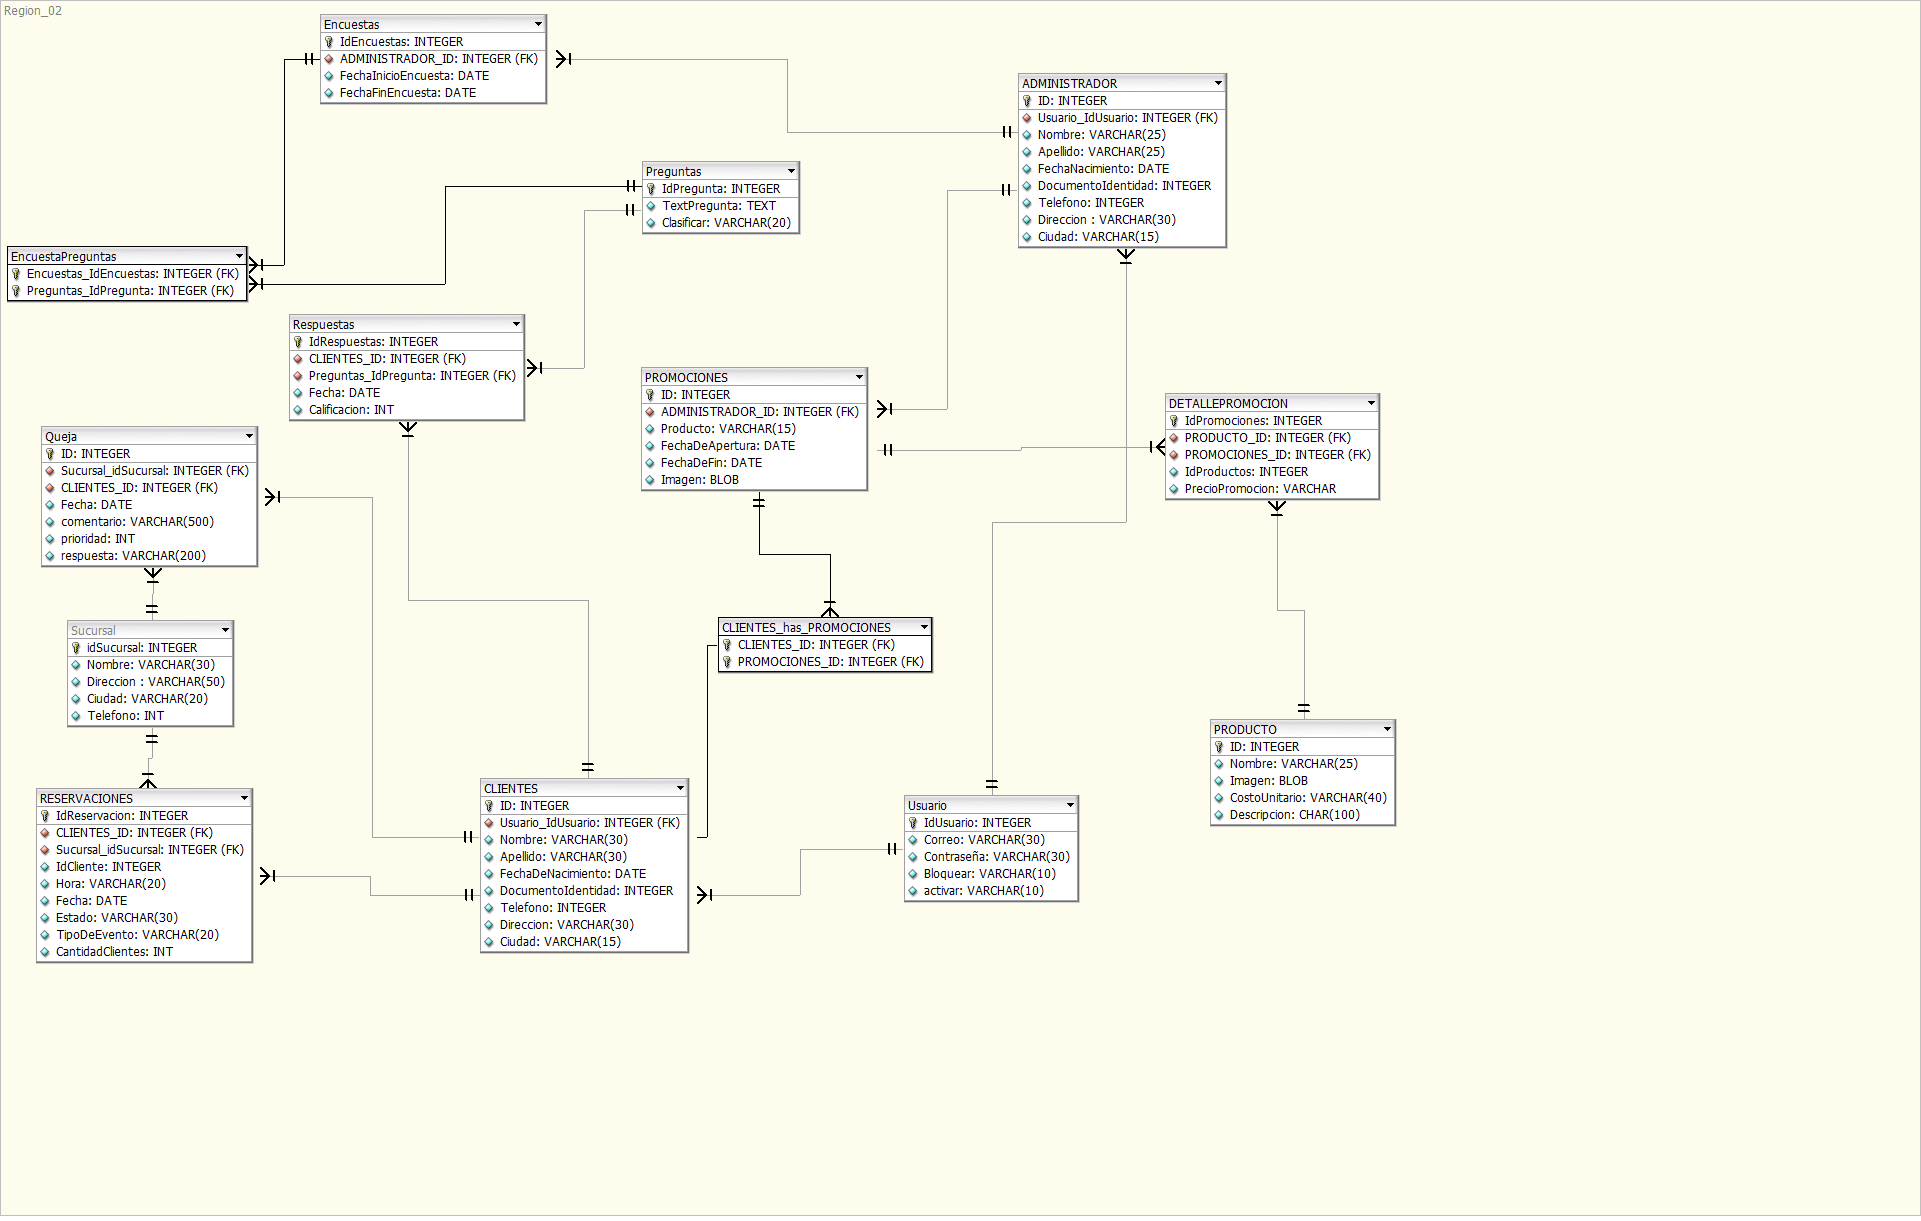 Region_02
Encuestas
IdEncuestas: INTEGER
ADMINISTRADOR_ID: INTEGER (FK)
FechaInicioEncuesta: DATE
FechaFinEncuesta: DATE
ADMINISTRADOR
ID: INTEGER
Usuario_IdUsuario: INTEGER (FK)
Nombre: VARCHAR(25)
Apellido: VARCHAR(25)
FechaNacimiento: DATE
DocumentoIdentidad: INTEGER
Telefono: INTEGER
Direccion : VARCHAR(30)
Ciudad: VARCHAR(15)
Preguntas
IdPregunta: INTEGER
TextPregunta: TEXT
Clasificar: VARCHAR(20)
EncuestaPreguntas
Encuestas_IdEncuestas: INTEGER (FK)
Preguntas_IdPregunta: INTEGER (FK)
Respuestas
IdRespuestas: INTEGER
CLIENTES_ID: INTEGER (FK)
Preguntas_IdPregunta: INTEGER (FK)
Fecha: DATE
Calificacion: INT
PROMOCIONES
ID: INTEGER
ADMINISTRADOR_ID: INTEGER (FK)
Producto: VARCHAR(15)
FechaDeApertura: DATE
FechaDeFin: DATE
Imagen: BLOB
DETALLEPROMOCION
IdPromociones: INTEGER
PRODUCTO_ID: INTEGER (FK)
PROMOCIONES_ID: INTEGER (FK)
IdProductos: INTEGER
PrecioPromocion: VARCHAR
Queja
ID: INTEGER
Sucursal_idSucursal: INTEGER (FK)
CLIENTES_ID: INTEGER (FK)
Fecha: DATE
comentario: VARCHAR(500)
prioridad: INT
respuesta: VARCHAR(200)
Sucursal
idSucursal: INTEGER
Nombre: VARCHAR(30)
Direccion : VARCHAR(50)
Ciudad: VARCHAR(20)
Telefono: INT
CLIENTES_has_PROMOCIONES
CLIENTES_ID: INTEGER (FK)
PROMOCIONES_ID: INTEGER (FK)
PRODUCTO
ID: INTEGER
Nombre: VARCHAR(25)
Imagen: BLOB
CostoUnitario: VARCHAR(40)
Descripcion: CHAR(100)
RESERVACIONES
IdReservacion: INTEGER
CLIENTES_ID: INTEGER (FK)
Sucursal_idSucursal: INTEGER (FK)
IdCliente: INTEGER
Hora: VARCHAR(20)
Fecha: DATE
Estado: VARCHAR(30)
TipoDeEvento: VARCHAR(20)
CantidadClientes: INT
CLIENTES
ID: INTEGER
Usuario_IdUsuario: INTEGER (FK)
Nombre: VARCHAR(30)
Apellido: VARCHAR(30)
FechaDeNacimiento: DATE
DocumentoIdentidad: INTEGER
Telefono: INTEGER
Direccion: VARCHAR(30)
Ciudad: VARCHAR(15)
Usuario
IdUsuario: INTEGER
Correo: VARCHAR(30)
Contraseña: VARCHAR(30)
Bloquear: VARCHAR(10)
activar: VARCHAR(10)